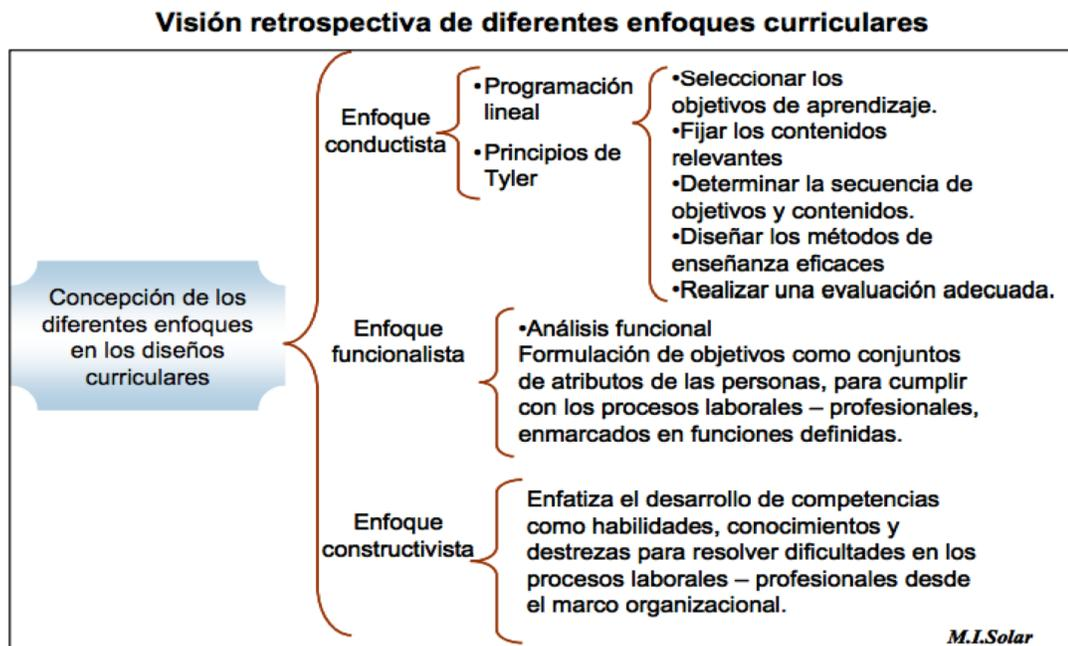 Visión retrospectiva de diferentes enfoques curriculares
Concepción de los
diferentes enfoques
en los diseños
curriculares
Enfoque
conductista
•Programación
lineal
•Principios de
Tyler
•Seleccionar los
objetivos de aprendizaje.
•Fijar los contenidos
relevantes
•Determinar la secuencia de
objetivos y contenidos.
•Diseñar los métodos de
enseñanza eficaces
•Realizar una evaluación adecuada.
Enfoque
funcionalista
•Análisis funcional
Formulación de objetivos como conjuntos
de atributos de las personas, para cumplir
con los procesos laborales – profesionales,
enmarcados en funciones definidas.
Enfoque
constructivista
Enfatiza el desarrollo de competencias
como habilidades, conocimientos y
destrezas para resolver dificultades en los
procesos laborales – profesionales desde
el marco organizacional.
M.I.Solar